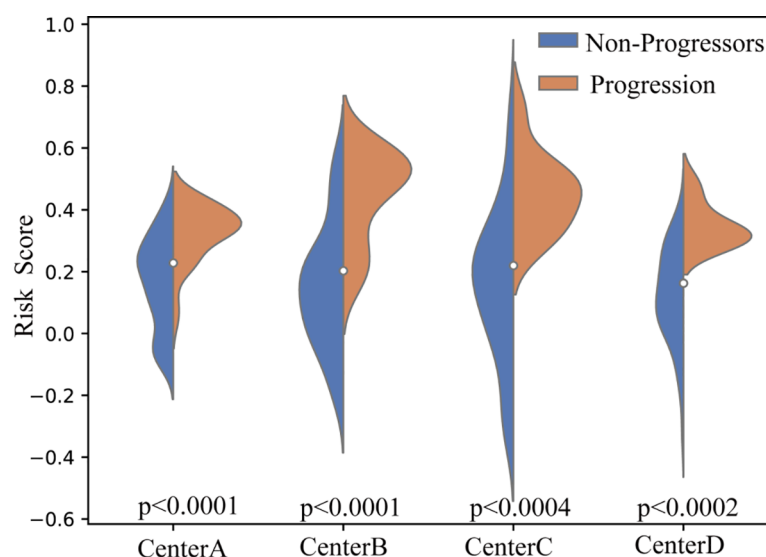 1.0
Non-Progressors
0.8
Progression
0.6
0.4
0.2
0.0
−0.2
−0.4
−0.6
Risk Score
p<0.0001 p<0.0001 p<0.0004 p<0.0002
CenterA CenterB CenterC CenterD